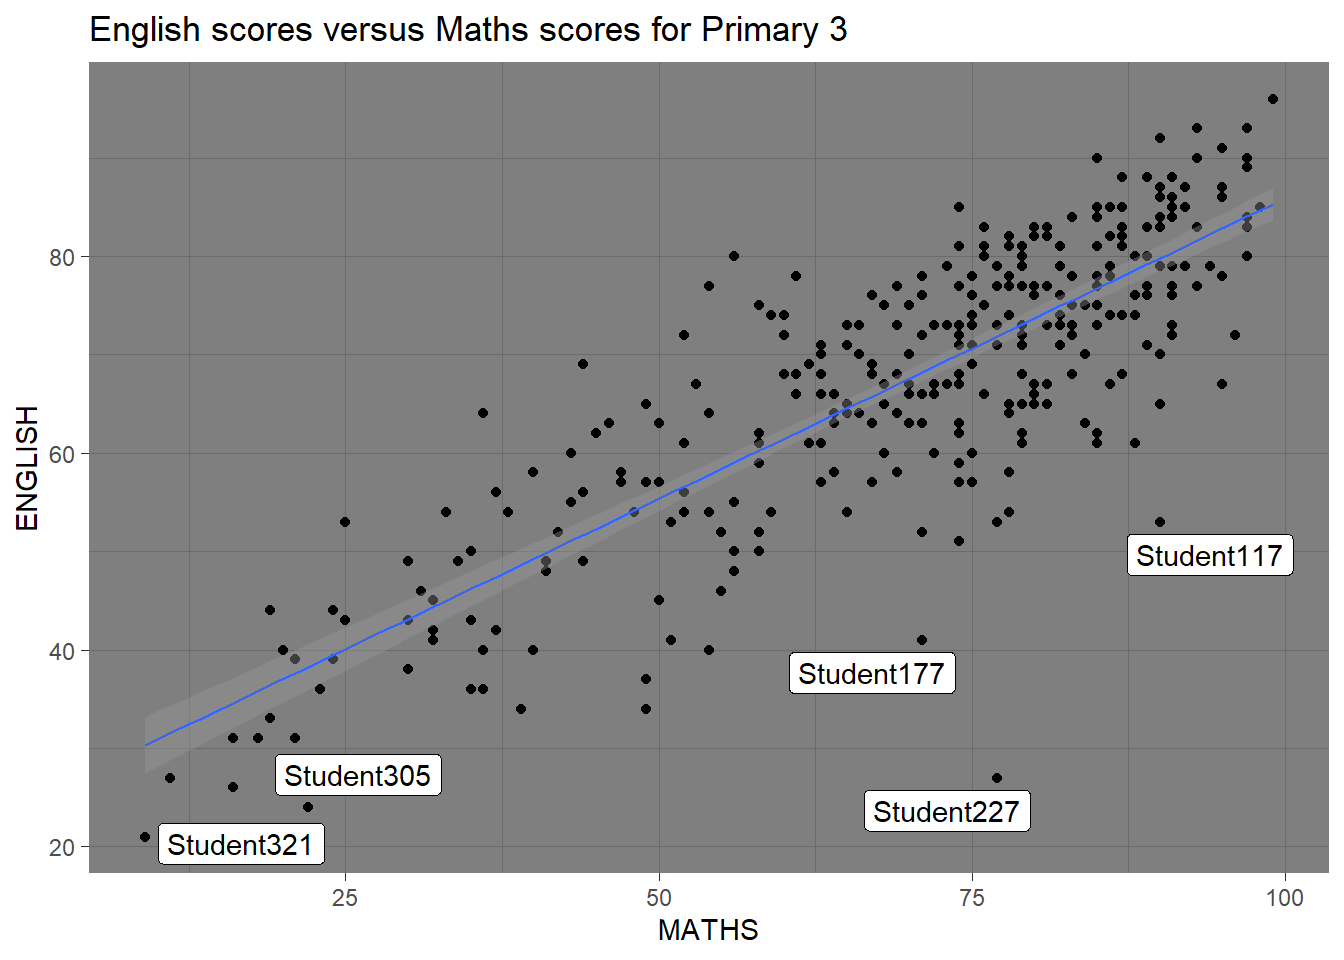 English scores versus Maths scores for Primary 3
ENGLISH
80
60
40
20
Student117
Student177
Student305
Student227
Student321
25 50 75 100
MATHS